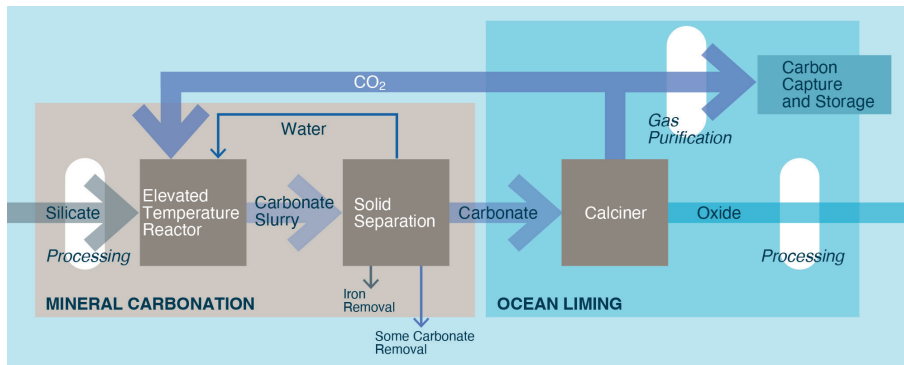 CO2
Carbon
Capture
and Storage
Gas
Purification
Water
Silicate
Processing
Elevated
Temperature
Reactor
Carbonate
Slurry
Solid
Separation
Carbonate
Calciner
Oxide
Processing
MINERAL CARBONATION
Iron
Removal
Some Carbonate
Removal
OCEAN LIMING